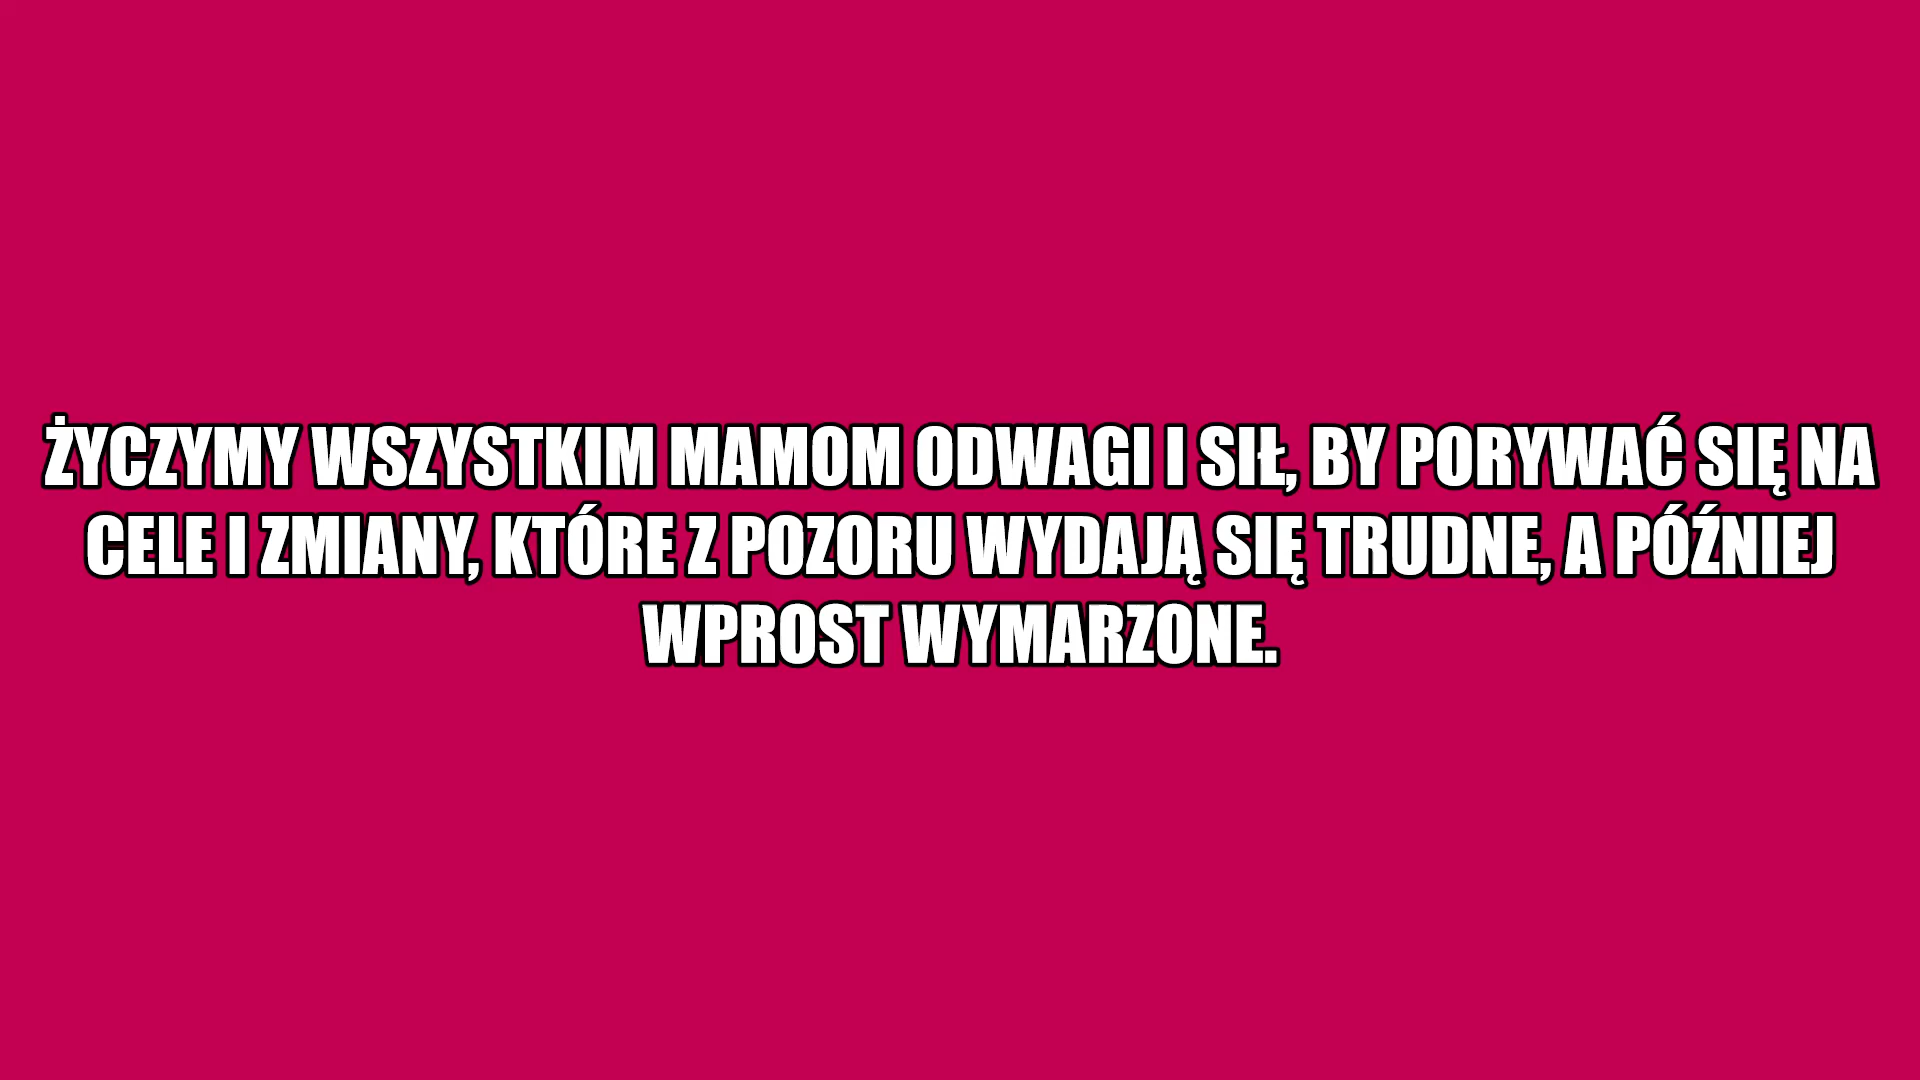 ŻYCZYMY WSZYSTKIM MAMOM ODWAGI I SIŁ, BY PORYWAĆ SIĘ NA
CELE I ZMIANY, KTÓRE Z POZORU WYDAJĄ SIĘ TRUDNE, A PÓŹNIEJ
WPROST WYMARZONE.